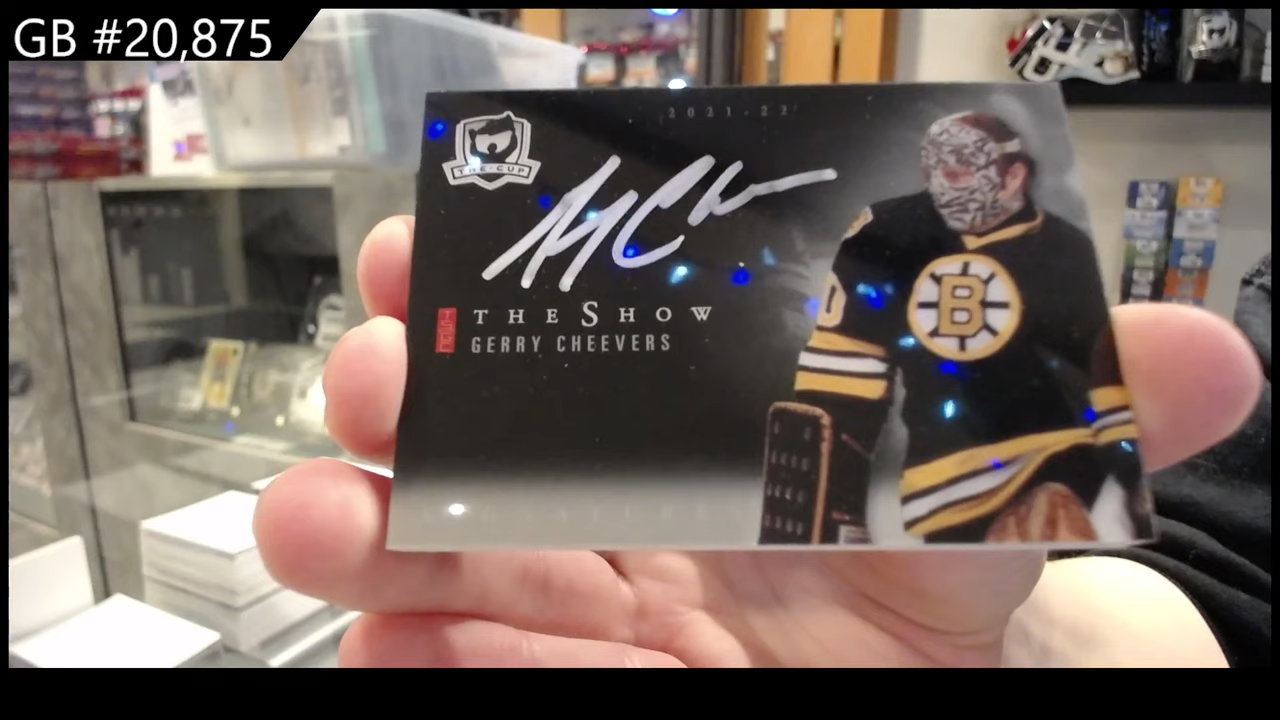 GB #20,875
2021-22
THE CUP
THE SHOW
GERRY CHEEVERS
B